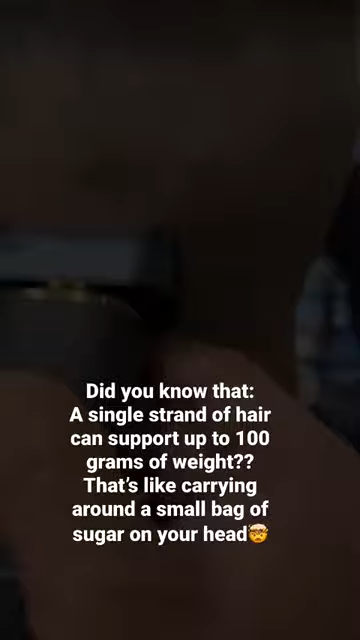 Did you know that:
A single strand of hair
can support up to 100
grams of weight??
That’s like carrying
around a small bag of
sugar on your head🤯